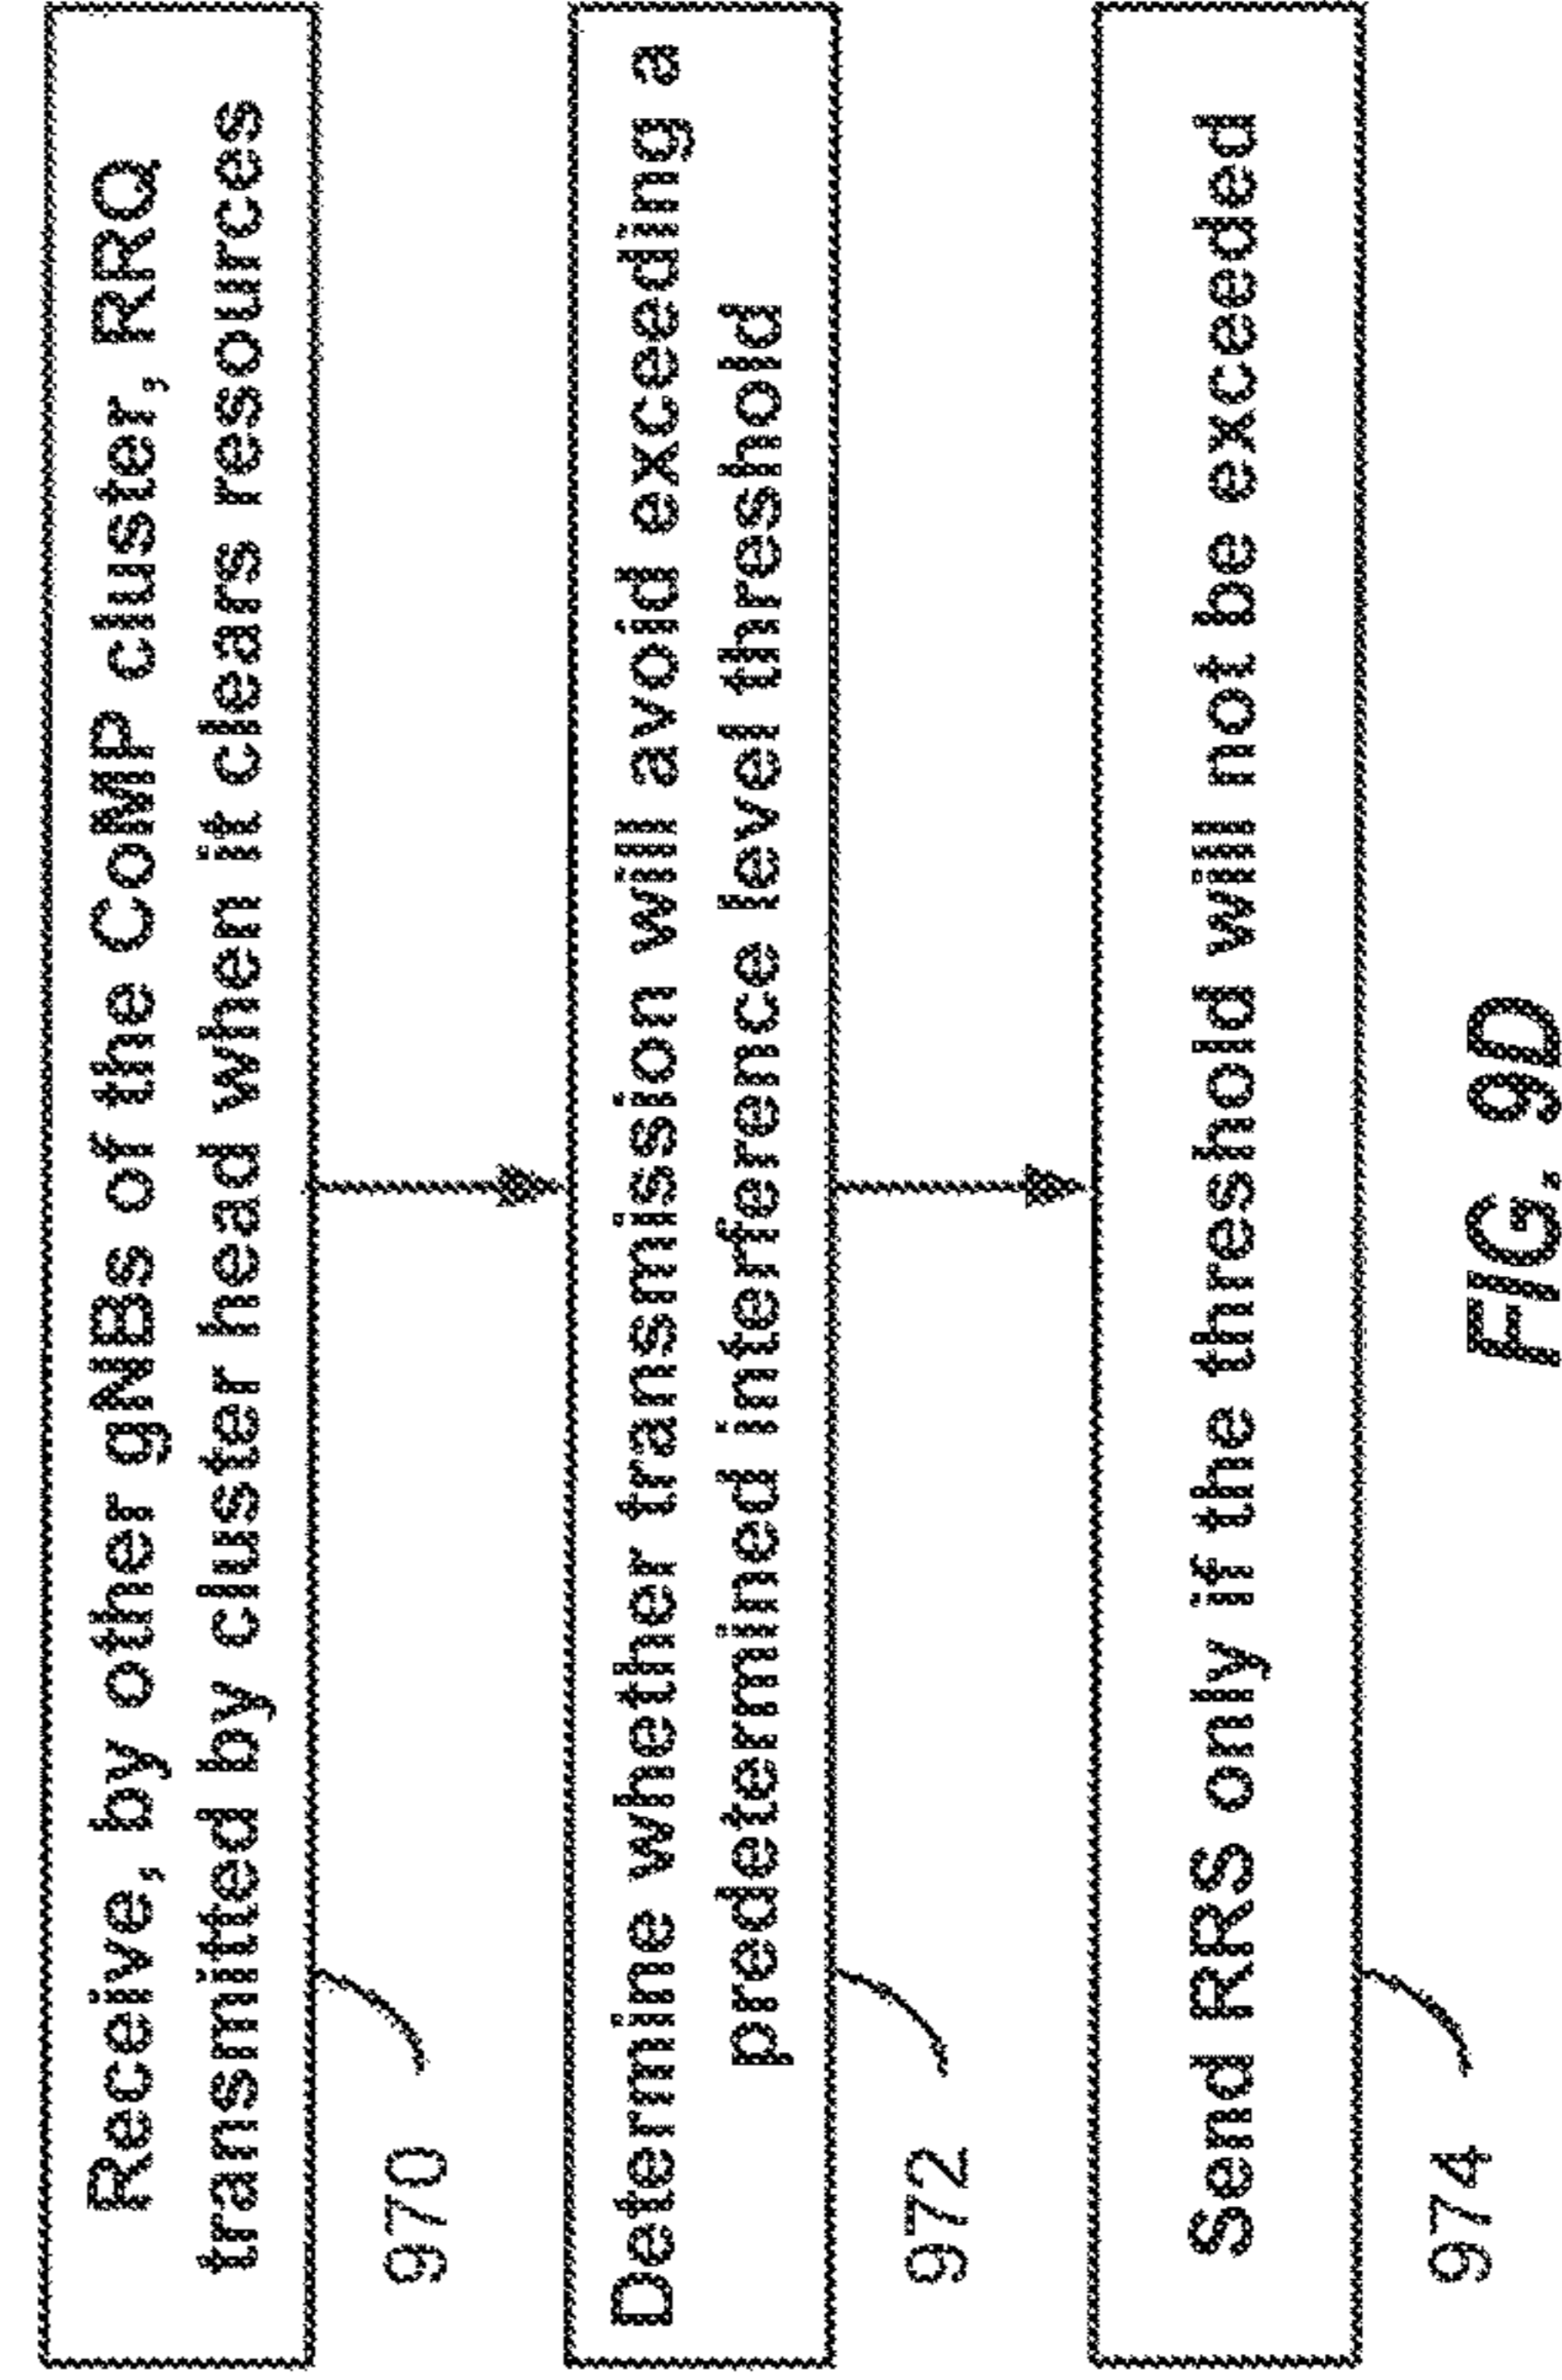 Receive, by other gNBs of the CoMP cluster, RRQ
transmitted by cluster head when it clears resources
970
Determine whether transmission will avoid exceeding a
predetermined interference level threshold
972
Send RRS only if the threshold will not be exceeded
974
FIG. 9D